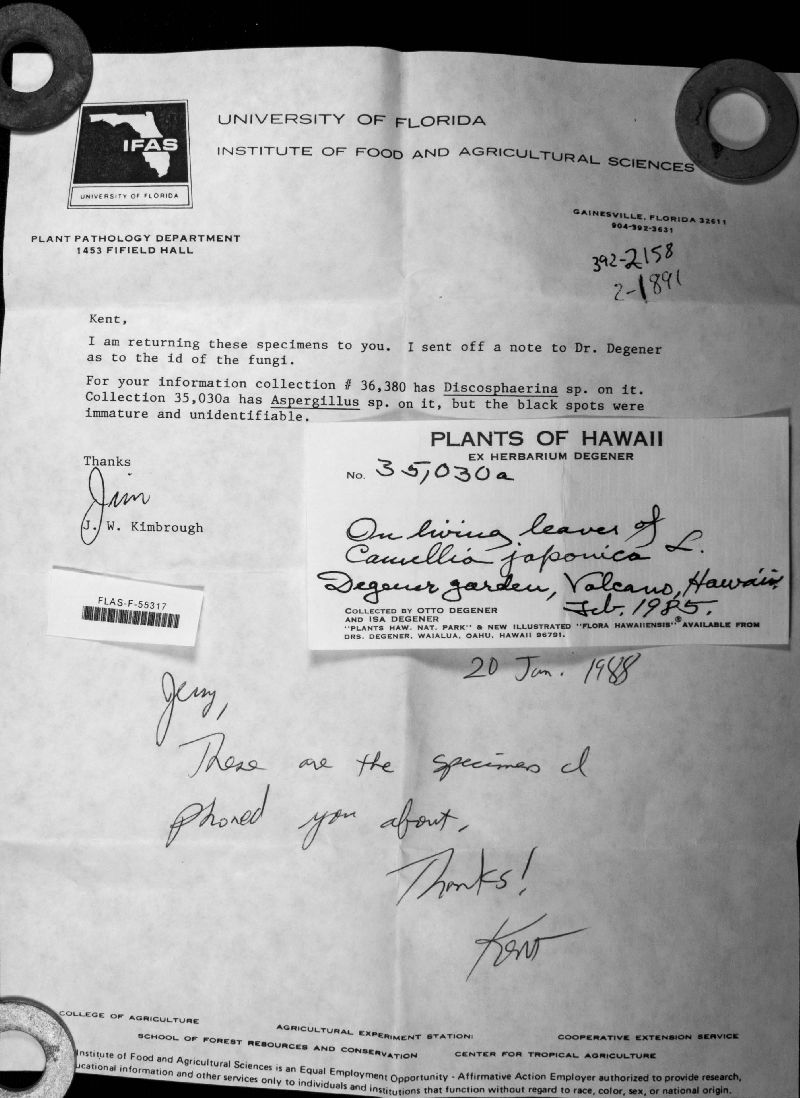 IFAS
UNIVERSITY OF FLORIDA
UNIVERSITY OF FLORIDA
INSTITUTE OF FOOD AND AGRICULTURAL SCIENCES
GAINESVILLE, FLORIDA 32611
904-392-3631
392-2158
2-1891
PLANT PATHOLOGY DEPARTMENT
1453 FIFIELD HALL
Kent,
I am returning these specimens to you. I sent off a note to Dr. Degener
as to the id of the fungi.
For your information collection # 36,380 has Discosphaerina sp. on it.
Collection 35,030a has Aspergillus sp. on it, but the black spots were
immature and unidentifiable.
Thanks
Jim
J. W. Kimbrough
PLANTS OF HAWAII
EX HERBARIUM DEGENER
No. 35,030a
On living leaves of
Camellia japonica L.
Degener garden, Volcano, Hawaii
Feb. 1985.
COLLECTED BY OTTO DEGENER
AND ISA DEGENER
"PLANTS HAW. NAT. PARK" & NEW ILLUSTRATED "FLORA HAWAIIENSIS"® AVAILABLE FROM
DRS. DEGENER, WAIALUA, OAHU, HAWAII 96791.
FLAS-F-55317
20 Jan. 1988
Jerry,
These are the specimens I
phoned you about.
Thanks!
Kent
COLLEGE OF AGRICULTURE AGRICULTURAL EXPERIMENT STATIONS COOPERATIVE EXTENSION SERVICE
SCHOOL OF FOREST RESOURCES AND CONSERVATION CENTER FOR TROPICAL AGRICULTURE
Institute of Food and Agricultural Sciences is an Equal Employment Opportunity - Affirmative Action Employer authorized to provide research,
ucational information and other services only to individuals and institutions that function without regard to race, color, sex, or national origin.